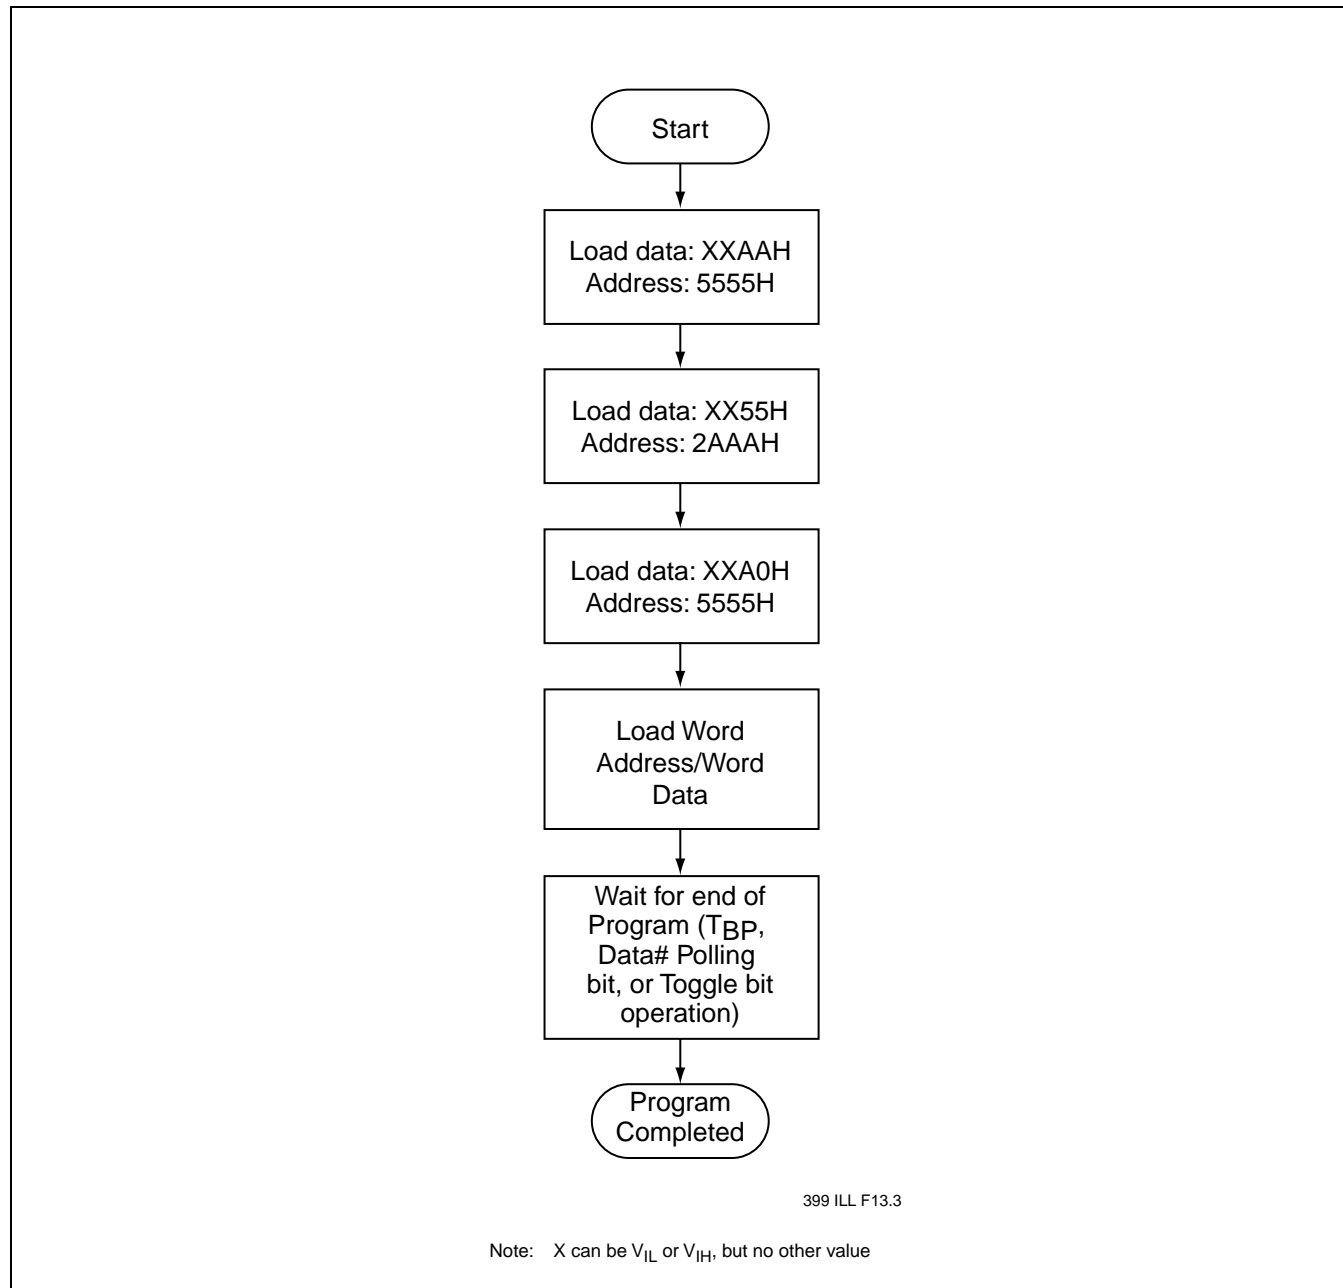 Start
Load data: XXAAH
Address: 5555H
Load data: XX55H
Address: 2AAAH
Load data: XXA0H
Address: 5555H
Load Word
Address/Word
Data
Wait for end of
Program (TBP,
Data# Polling
bit, or Toggle bit
operation)
Program
Completed
399 ILL F13.3
Note: X can be VIL or VIH, but no other value